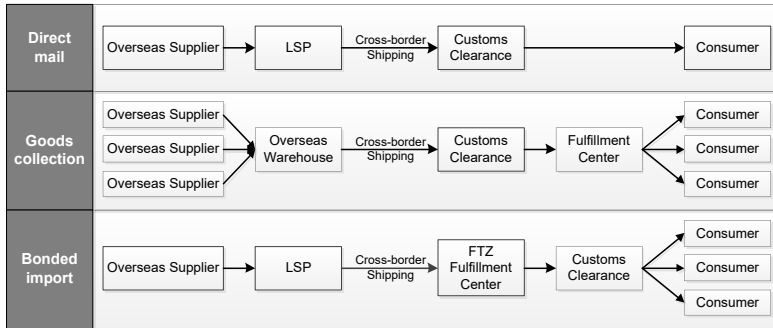 Direct
mail
Overseas Supplier
LSP
Cross-border
Shipping
Customs
Clearance
Consumer
Goods
collection
Overseas Supplier
Overseas Supplier
Overseas Supplier
Overseas
Warehouse
Cross-border
Shipping
Customs
Clearance
Fulfillment
Center
Consumer
Consumer
Consumer
Bonded
import
Overseas Supplier
LSP
Cross-border
Shipping
FTZ
Fulfillment
Center
Customs
Clearance
Consumer
Consumer
Consumer